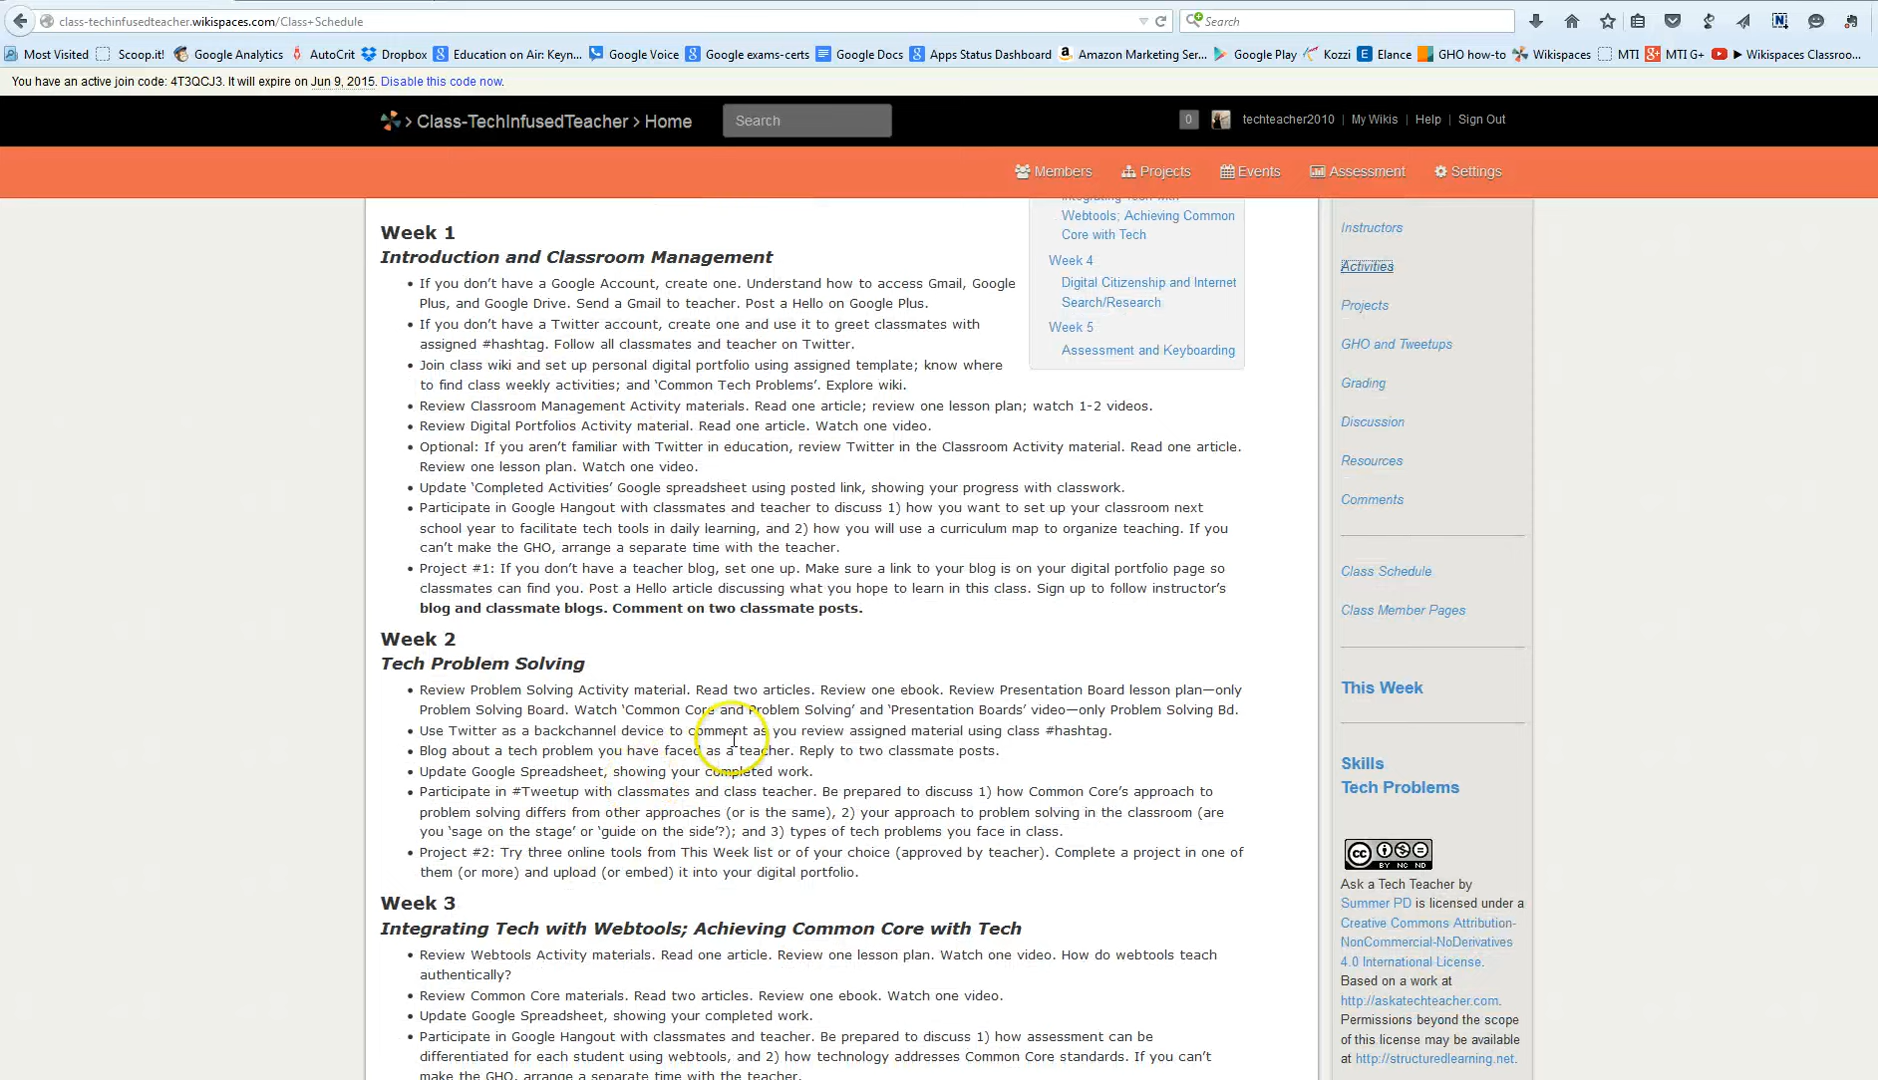 class-techinfusedteacher.wikispaces.com/Class+Schedule
Search
Most Visited Scoop.it! Google Analytics AutoCrit Dropbox Education on Air: Keyn... Google Voice Google exams-certs Google Docs Apps Status Dashboard Amazon Marketing Ser... Google Play Kozzi Elance GHO how-to Wikispaces MTI MTI G+ ► Wikispaces Classroo...
You have an active join code: 4T3QCJ3. It will expire on Jun 9, 2015. Disable this code now.
› Class-TechInfusedTeacher › Home
Search
0 techteacher2010 | My Wikis | Help | Sign Out
Members Projects Events Assessment Settings
Integrating Tech with
Webtools; Achieving Common
Core with Tech
Week 4
Digital Citizenship and Internet
Search/Research
Week 5
Assessment and Keyboarding
Week 1
Introduction and Classroom Management
• If you don't have a Google Account, create one. Understand how to access Gmail, Google
Plus, and Google Drive. Send a Gmail to teacher. Post a Hello on Google Plus.
• If you don't have a Twitter account, create one and use it to greet classmates with
assigned #hashtag. Follow all classmates and teacher on Twitter.
• Join class wiki and set up personal digital portfolio using assigned template; know where
to find class weekly activities; and 'Common Tech Problems'. Explore wiki.
• Review Classroom Management Activity materials. Read one article; review one lesson plan; watch 1-2 videos.
• Review Digital Portfolios Activity material. Read one article. Watch one video.
• Optional: If you aren't familiar with Twitter in education, review Twitter in the Classroom Activity material. Read one article.
Review one lesson plan. Watch one video.
• Update 'Completed Activities' Google spreadsheet using posted link, showing your progress with classwork.
• Participate in Google Hangout with classmates and teacher to discuss 1) how you want to set up your classroom next
school year to facilitate tech tools in daily learning, and 2) how you will use a curriculum map to organize teaching. If you
can't make the GHO, arrange a separate time with the teacher.
• Project #1: If you don't have a teacher blog, set one up. Make sure a link to your blog is on your digital portfolio page so
classmates can find you. Post a Hello article discussing what you hope to learn in this class. Sign up to follow instructor's
blog and classmate blogs. Comment on two classmate posts.
Week 2
Tech Problem Solving
• Review Problem Solving Activity material. Read two articles. Review one ebook. Review Presentation Board lesson plan—only
Problem Solving Board. Watch 'Common Core and Problem Solving' and 'Presentation Boards' video—only Problem Solving Bd.
• Use Twitter as a backchannel device to comment as you review assigned material using class #hashtag.
• Blog about a tech problem you have faced as a teacher. Reply to two classmate posts.
• Update Google Spreadsheet, showing your completed work.
• Participate in #Tweetup with classmates and class teacher. Be prepared to discuss 1) how Common Core's approach to
problem solving differs from other approaches (or is the same), 2) your approach to problem solving in the classroom (are
you 'sage on the stage' or 'guide on the side'?); and 3) types of tech problems you face in class.
• Project #2: Try three online tools from This Week list or of your choice (approved by teacher). Complete a project in one of
them (or more) and upload (or embed) it into your digital portfolio.
Week 3
Integrating Tech with Webtools; Achieving Common Core with Tech
• Review Webtools Activity materials. Read one article. Review one lesson plan. Watch one video. How do webtools teach
authentically?
• Review Common Core materials. Read two articles. Review one ebook. Watch one video.
• Update Google Spreadsheet, showing your completed work.
• Participate in Google Hangout with classmates and teacher. Be prepared to discuss 1) how assessment can be
differentiated for each student using webtools, and 2) how technology addresses Common Core standards. If you can't
make the GHO, arrange a separate time with the teacher.
Instructors
Activities
Projects
GHO and Tweetups
Grading
Discussion
Resources
Comments
Class Schedule
Class Member Pages
This Week
Skills
Tech Problems
cc BY NC ND
Ask a Tech Teacher by
Summer PD is licensed under a
Creative Commons Attribution-
NonCommercial-NoDerivatives
4.0 International License.
Based on a work at
http://askatechteacher.com.
Permissions beyond the scope
of this license may be available
at http://structuredlearning.net.